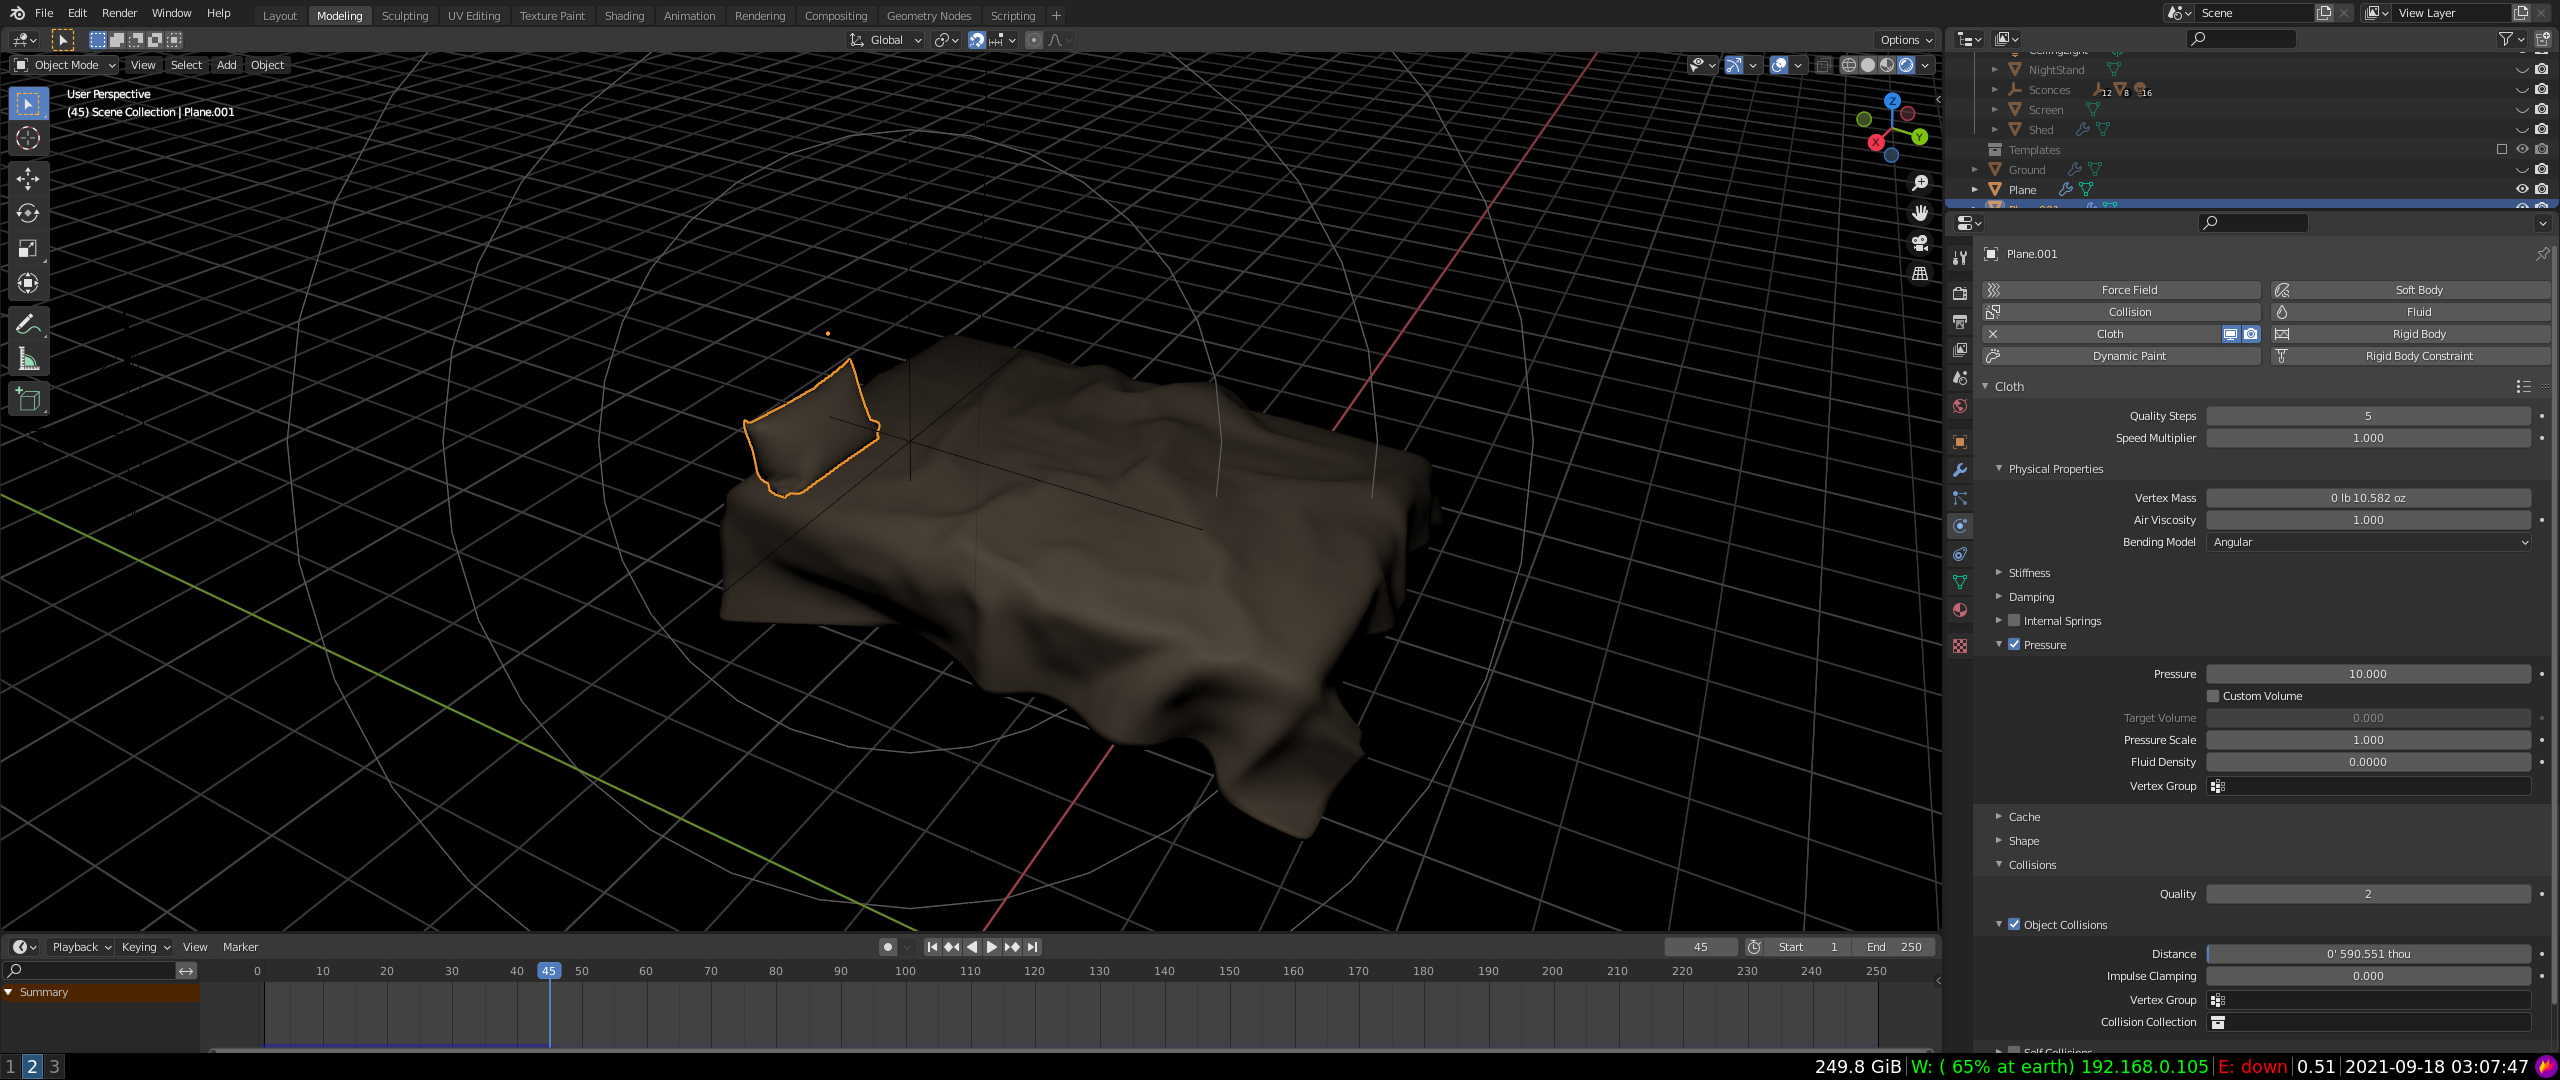 File Edit Render Window Help Layout Modeling Sculpting UV Editing Texture Paint Shading Animation Rendering Compositing Geometry Nodes Scripting + Scene View Layer
Global Options
Object Mode View Select Add Object
User Perspective
(45) Scene Collection | Plane.001
Z
Y
X
NightStand
Sconces 12 8 16
Screen
Shed
Templates
Ground
Plane
Plane.001
Plane.001
Force Field Soft Body
Collision Fluid
Cloth Rigid Body
Dynamic Paint Rigid Body Constraint
Cloth
Quality Steps 5
Speed Multiplier 1.000
Physical Properties
Vertex Mass 0 lb 10.582 oz
Air Viscosity 1.000
Bending Model Angular
Stiffness
Damping
Internal Springs
Pressure
Pressure 10.000
Custom Volume
Target Volume 0.000
Pressure Scale 1.000
Fluid Density 0.0000
Vertex Group
Cache
Shape
Collisions
Quality 2
Object Collisions
Distance 0' 590.551 thou
Impulse Clamping 0.000
Vertex Group
Collision Collection
Self Collisions
Playback Keying View Marker 45 Start 1 End 250
0 10 20 30 40 45 50 60 70 80 90 100 110 120 130 140 150 160 170 180 190 200 210 220 230 240 250
Summary
1 2 3 249.8 GiB W: ( 65% at earth) 192.168.0.105 E: down 0.51 2021-09-18 03:07:47